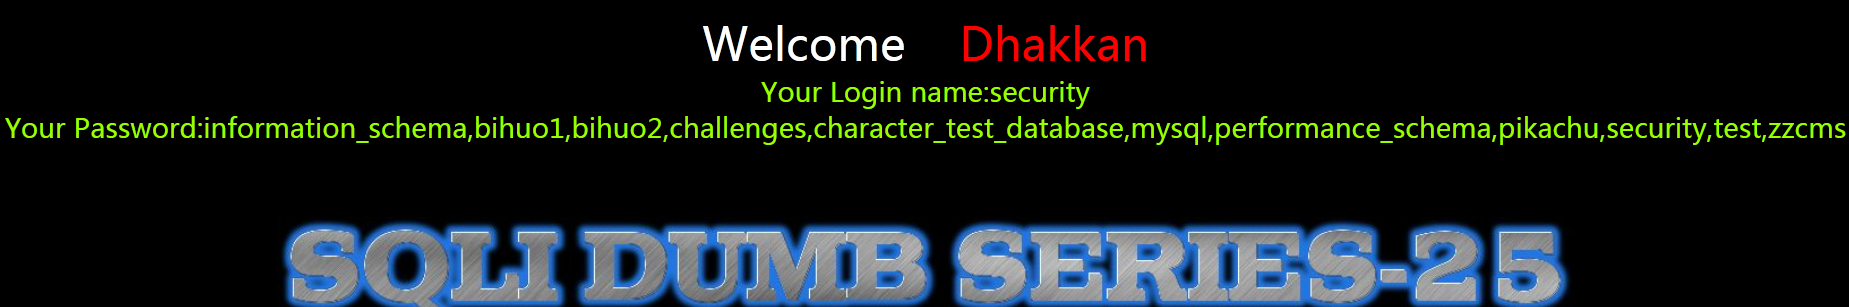 Welcome Dhakkan
Your Login name:security
Your Password:information_schema,bihuo1,bihuo2,challenges,character_test_database,mysql,performance_schema,pikachu,security,test,zzcms
SQLI DUMB SERIES-25